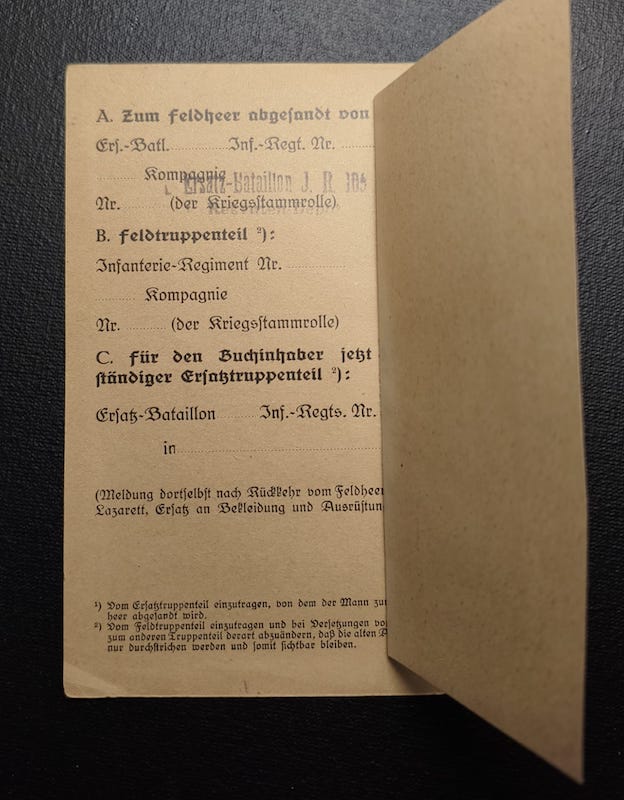 A. Zum Feldheer abgesandt von
Ers.-Batl. Inf.-Regt. Nr.
Kompagnie
Ersatz-Bataillon J. R. 103
Nr. (der Kriegsstammrolle)
B. Feldtruppenteil ²):
Infanterie-Regiment Nr.
Kompagnie
Nr. (der Kriegsstammrolle)
C. Für den Buchinhaber jetzt
ständiger Ersatztruppenteil ²):
Ersatz-Bataillon Inf.-Regts. Nr.
in
(Meldung dortselbst nach Rückkehr vom Feldheer
Lazarett, Ersatz an Bekleidung und Ausrüstun
¹) Vom Ersatztruppenteil einzutragen, von dem der Mann zu
heer abgesandt wird.
²) Vom Feldtruppenteil einzutragen und bei Versetzungen vo
zum anderen Truppenteil derart abzuändern, daß die alten
nur durchstrichen werden und somit sichtbar bleiben.